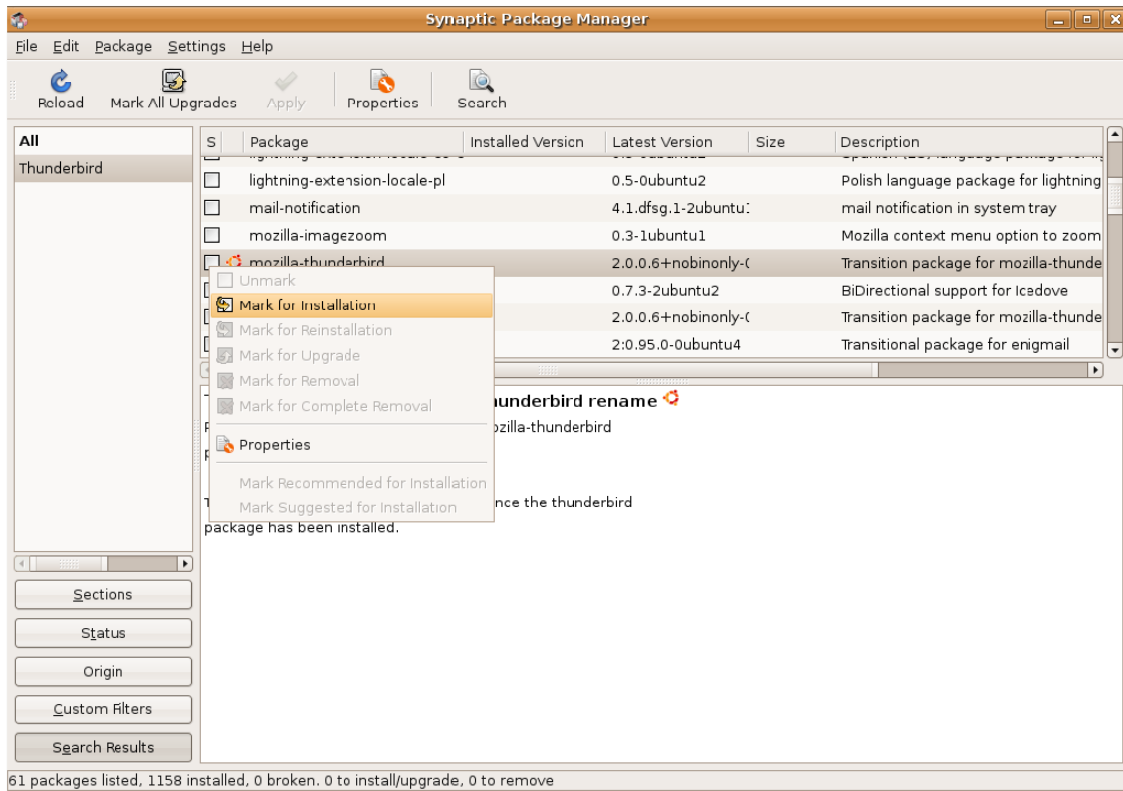 Synaptic Package Manager
File Edit Package Settings Help
Reload Mark All Upgrades Apply Properties Search
All
Thunderbird
S Package Installed Version Latest Version Size Description
lightning-extension-locale-pl 0.5-0ubuntu2 Polish language package for lightning
mail-notification 4.1.dfsg.1-2ubuntu mail notification in system tray
mozilla-imagezoom 0.3-1ubuntu1 Mozilla context menu option to zoom
mozilla-thunderbird 2.0.0.6+nobinonly- Transition package for mozilla-thunde
0.7.3-2ubuntu2 BiDirectional support for Icedove
2.0.0.6+nobinonly- Transition package for mozilla-thunde
2:0.95.0-0ubuntu4 Transitional package for enigmail
Unmark
Mark for Installation
Mark for Reinstallation
Mark for Upgrade
Mark for Removal
Mark for Complete Removal
Properties
Mark Recommended for Installation
Mark Suggested for Installation
underbird rename
ozilla-thunderbird
nce the thunderbird
package has been installed.
Sections
Status
Origin
Custom Filters
Search Results
61 packages listed, 1158 installed, 0 broken. 0 to install/upgrade, 0 to remove